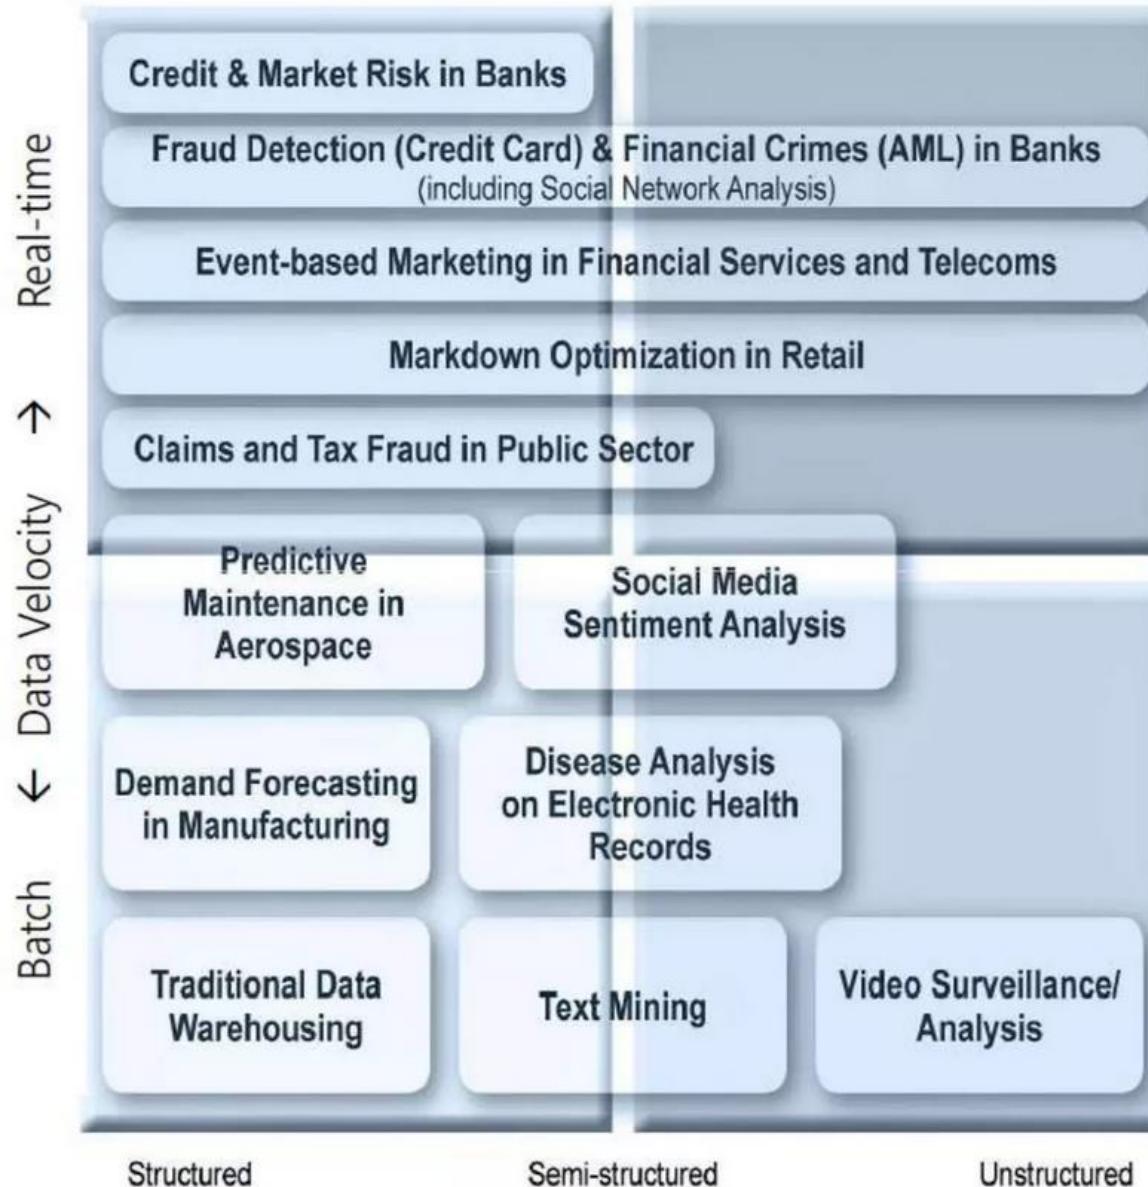 Credit & Market Risk in Banks
Fraud Detection (Credit Card) & Financial Crimes (AML) in Banks
(including Social Network Analysis)
Event-based Marketing in Financial Services and Telecoms
Markdown Optimization in Retail
Claims and Tax Fraud in Public Sector
Predictive
Maintenance in
Aerospace
Social Media
Sentiment Analysis
Demand Forecasting
in Manufacturing
Disease Analysis
on Electronic Health
Records
Traditional Data
Warehousing
Text Mining
Video Surveillance/
Analysis
Batch ← Data Velocity → Real-time
Structured
Semi-structured
Unstructured